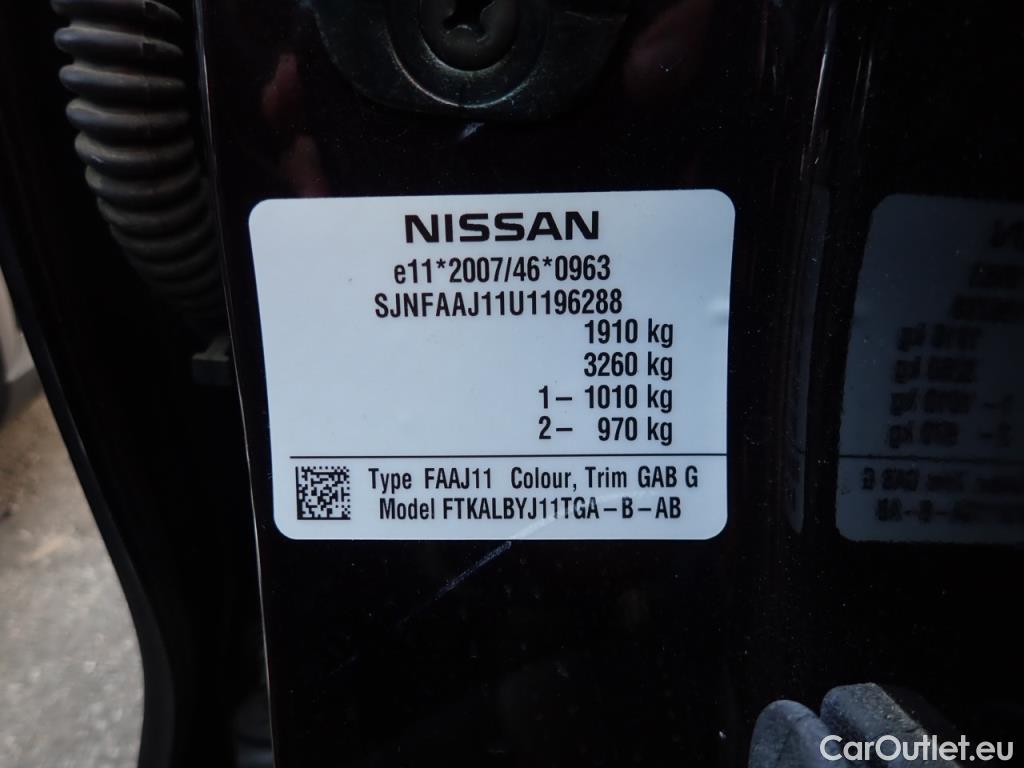 NISSAN
e11*2007/46*0963
SJNFAAJ11U1196288
1910 kg
3260 kg
1– 1010 kg
2– 970 kg
Type FAAJ11 Colour, Trim GAB G
Model FTKALBYJ11TGA–B–AB
CarOutlet.eu